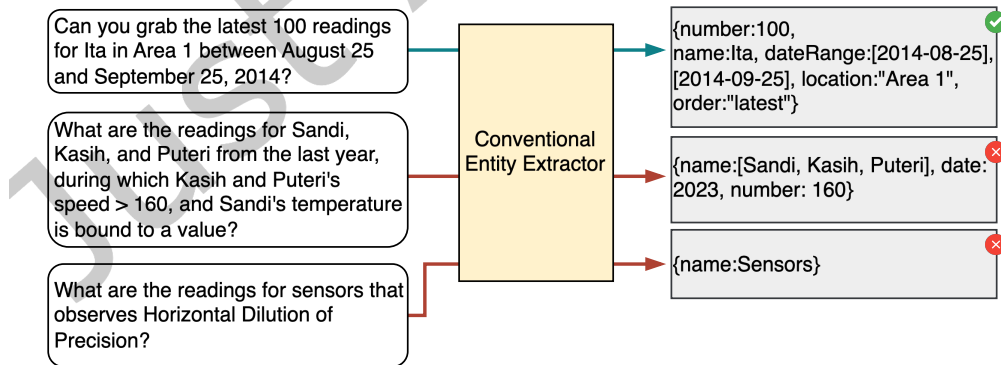 Can you grab the latest 100 readings
for Ita in Area 1 between August 25
and September 25, 2014?
What are the readings for Sandi,
Kasih, and Puteri from the last year,
during which Kasih and Puteri's
speed > 160, and Sandi's temperature
is bound to a value?
What are the readings for sensors that
observes Horizontal Dilution of
Precision?
Conventional
Entity Extractor
{number:100,
name:Ita, dateRange:[2014-08-25],
[2014-09-25], location:"Area 1",
order:"latest"}
{name:[Sandi, Kasih, Puteri], date:
2023, number: 160}
{name:Sensors}
Just